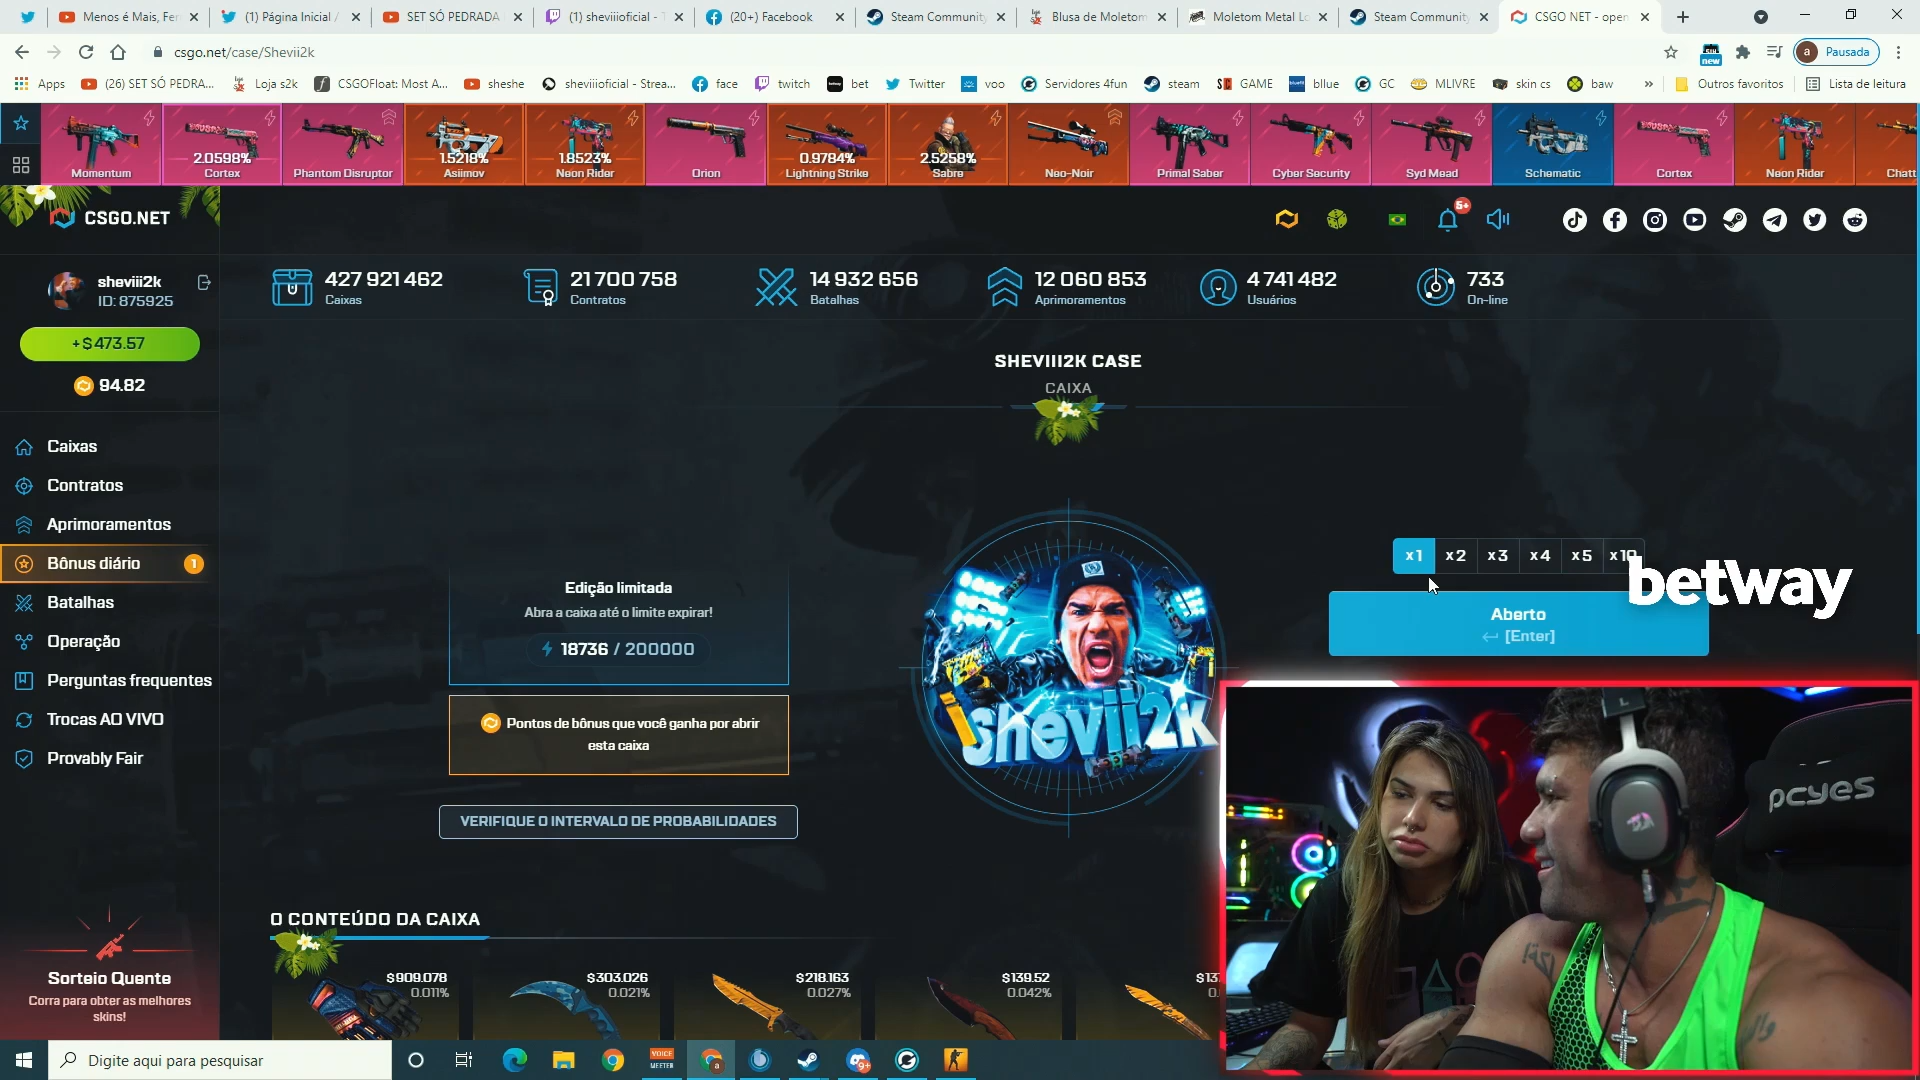 Menos é Mais, Fer
(1) Página Inicial /
SET SÓ PEDRADA
(1) sheviiioficial - T
(20+) Facebook
Steam Community
Blusa de Moletom
Moletom Metal Lo
Steam Community
CSGO NET - open
csgo.net/case/Shevii2k
new
a
Pausada
Apps
(26) SET SÓ PEDRA...
Loja s2k
CSGOFloat: Most A...
sheshe
sheviiioficial - Strea...
face
twitch
bet
Twitter
voo
Servidores 4fun
steam
GAME
bllue
GC
MLIVRE
skin cs
baw
»
Outros favoritos
Lista de leitura
Momentum
2.0598%
Cortex
Phantom Disruptor
1.5218%
Asiimov
1.8523%
Neon Rider
Orion
0.9784%
Lightning Strike
2.5258%
Sabre
Neo-Noir
Primal Saber
Cyber Security
Syd Mead
Schematic
Cortex
Neon Rider
Chatt
CSGO.NET
5+
sheviii2k
ID: 875925
+$473.57
94.82
427 921 462
Caixas
21 700 758
Contratos
14 932 656
Batalhas
12 060 853
Aprimoramentos
4 741 482
Usuários
733
On-line
SHEVIII2K CASE
CAIXA
Caixas
Contratos
Aprimoramentos
Bônus diário
1
Batalhas
Operação
Perguntas frequentes
Trocas AO VIVO
Provably Fair
Edição limitada
Abra a caixa até o limite expirar!
18736 / 200000
Pontos de bônus que você ganha por abrir
esta caixa
VERIFIQUE O INTERVALO DE PROBABILIDADES
shevii2k
x1
x2
x3
x4
x5
x10
Aberto
[Enter]
betway
pcyes
O CONTEÚDO DA CAIXA
$909.078
0.011%
$303.026
0.021%
$218.163
0.027%
$139.52
0.042%
Sorteio Quente
Corra para obter as melhores
skins!
Digite aqui para pesquisar
VOICE
MEETER
a
9+